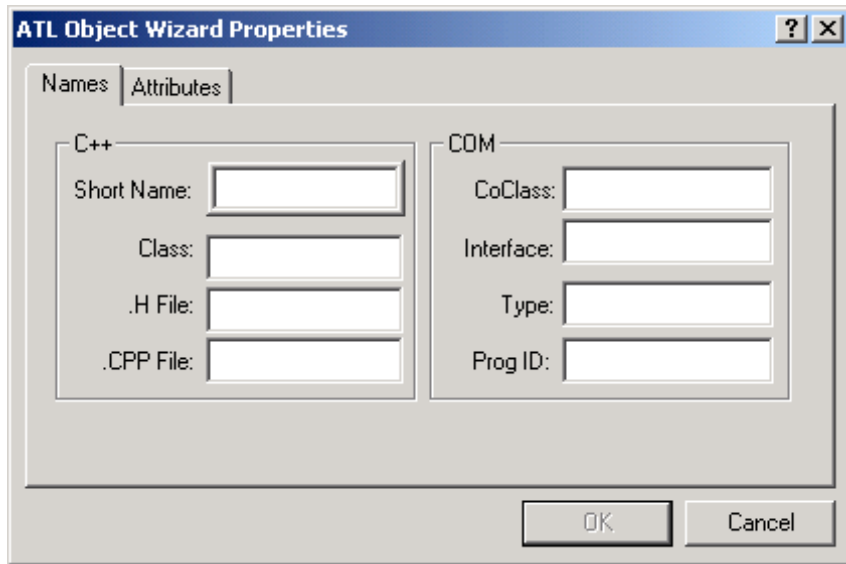 ATL Object Wizard Properties
Names Attributes
C++
Short Name:
Class:
.H File:
.CPP File:
COM
CoClass:
Interface:
Type:
Prog ID:
OK Cancel